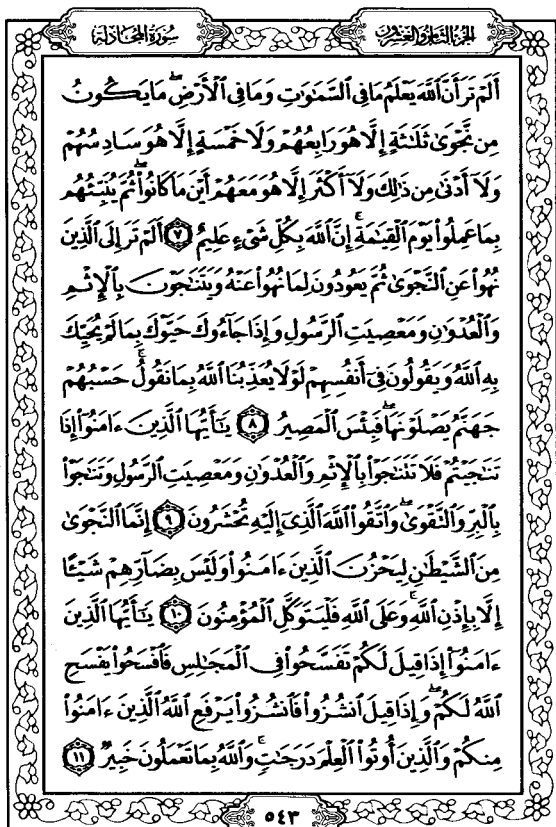 الجزء الثامن والعشرون
سورة المجادلة
أَلَمۡ تَرَ أَنَّ ٱللَّهَ يَعۡلَمُ مَا فِي ٱلسَّمَٰوَٰتِ وَمَا فِي ٱلۡأَرۡضِۖ مَا يَكُونُ
مِن نَّجۡوَىٰ ثَلَٰثَةٍ إِلَّا هُوَ رَابِعُهُمۡ وَلَا خَمۡسَةٍ إِلَّا هُوَ سَادِسُهُمۡ
وَلَآ أَدۡنَىٰ مِن ذَٰلِكَ وَلَآ أَكۡثَرَ إِلَّا هُوَ مَعَهُمۡ أَيۡنَ مَا كَانُواْۖ ثُمَّ يُنَبِّئُهُم
بِمَا عَمِلُواْ يَوۡمَ ٱلۡقِيَٰمَةِۚ إِنَّ ٱللَّهَ بِكُلِّ شَيۡءٍ عَلِيمٌ ٧ أَلَمۡ تَرَ إِلَى ٱلَّذِينَ
نُهُواْ عَنِ ٱلنَّجۡوَىٰ ثُمَّ يَعُودُونَ لِمَا نُهُواْ عَنۡهُ وَيَتَنَٰجَوۡنَ بِٱلۡإِثۡمِ
وَٱلۡعُدۡوَٰنِ وَمَعۡصِيَتِ ٱلرَّسُولِ وَإِذَا جَآءُوكَ حَيَّوۡكَ بِمَا لَمۡ يُحَيِّكَ
بِهِ ٱللَّهُ وَيَقُولُونَ فِيٓ أَنفُسِهِمۡ لَوۡلَا يُعَذِّبُنَا ٱللَّهُ بِمَا نَقُولُۚ حَسۡبُهُمۡ
جَهَنَّمُ يَصۡلَوۡنَهَاۖ فَبِئۡسَ ٱلۡمَصِيرُ ٨ يَٰٓأَيُّهَا ٱلَّذِينَ ءَامَنُوٓاْ إِذَا
تَنَٰجَيۡتُمۡ فَلَا تَتَنَٰجَوۡاْ بِٱلۡإِثۡمِ وَٱلۡعُدۡوَٰنِ وَمَعۡصِيَتِ ٱلرَّسُولِ وَتَنَٰجَوۡاْ
بِٱلۡبِرِّ وَٱلتَّقۡوَىٰۖ وَٱتَّقُواْ ٱللَّهَ ٱلَّذِيٓ إِلَيۡهِ تُحۡشَرُونَ ٩ إِنَّمَا ٱلنَّجۡوَىٰ
مِنَ ٱلشَّيۡطَٰنِ لِيَحۡزُنَ ٱلَّذِينَ ءَامَنُواْ وَلَيۡسَ بِضَآرِّهِمۡ شَيۡـًٔا
إِلَّا بِإِذۡنِ ٱللَّهِۚ وَعَلَى ٱللَّهِ فَلۡيَتَوَكَّلِ ٱلۡمُؤۡمِنُونَ ١٠ يَٰٓأَيُّهَا ٱلَّذِينَ
ءَامَنُوٓاْ إِذَا قِيلَ لَكُمۡ تَفَسَّحُواْ فِي ٱلۡمَجَٰلِسِ فَٱفۡسَحُواْ يَفۡسَحِ
ٱللَّهُ لَكُمۡۖ وَإِذَا قِيلَ ٱنشُزُواْ فَٱنشُزُواْ يَرۡفَعِ ٱللَّهُ ٱلَّذِينَ ءَامَنُواْ
مِنكُمۡ وَٱلَّذِينَ أُوتُواْ ٱلۡعِلۡمَ دَرَجَٰتٖۚ وَٱللَّهُ بِمَا تَعۡمَلُونَ خَبِيرٞ ١١
٥٤٣